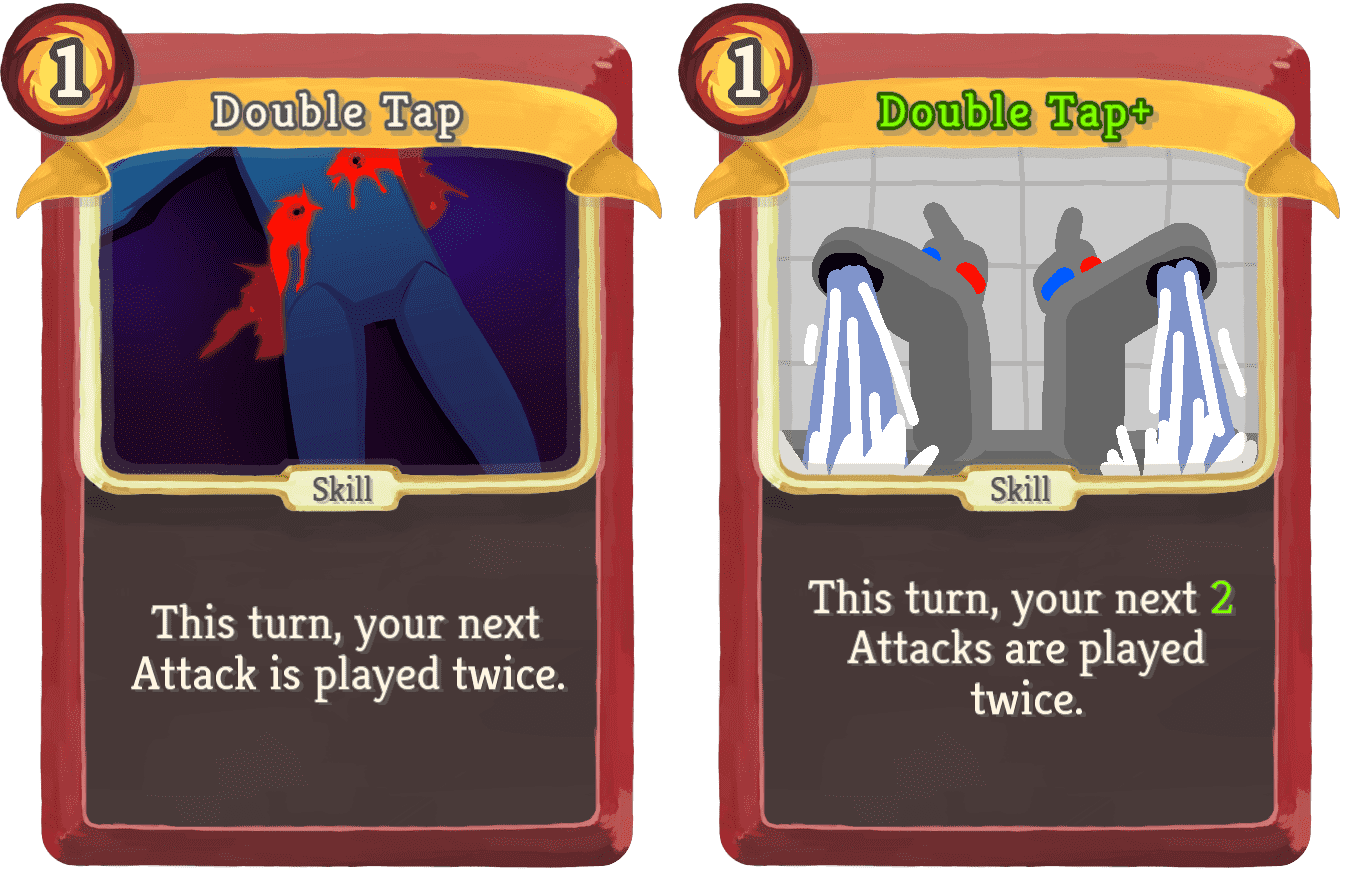 1
Double Tap
Skill
This turn, your next
Attack is played twice.
1
Double Tap+
Skill
This turn, your next 2
Attacks are played
twice.